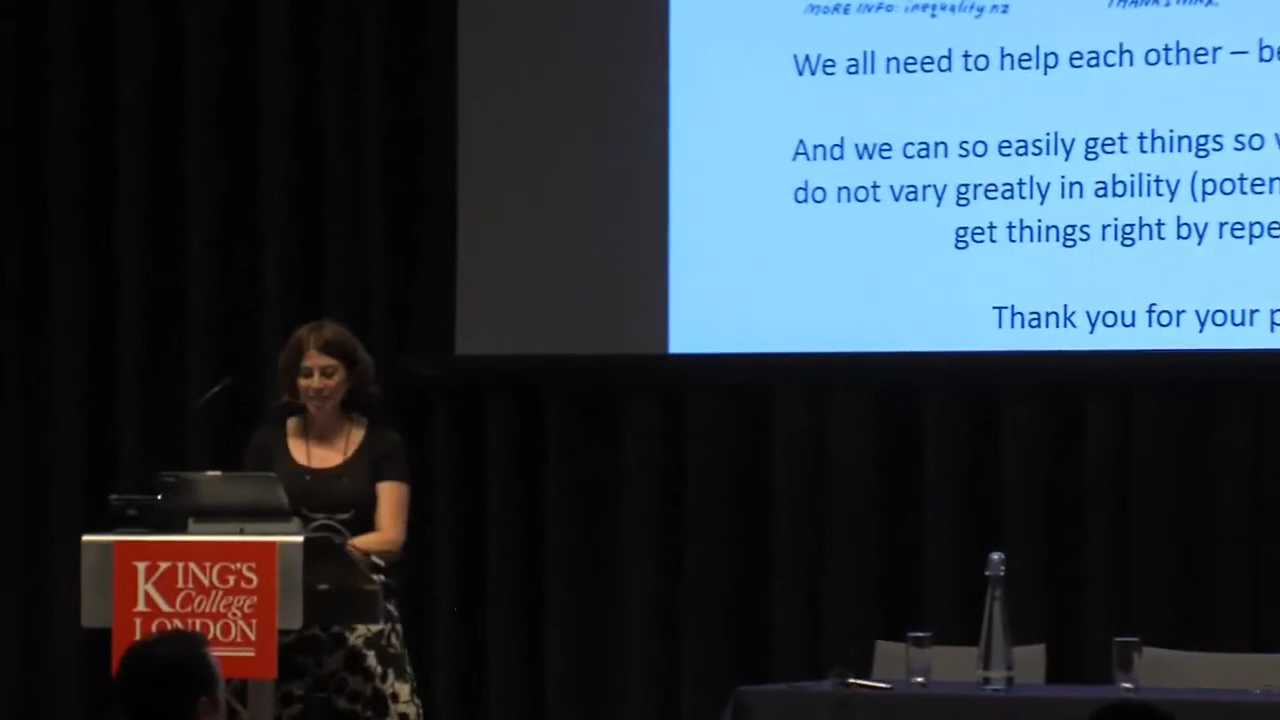 MORE INFO: inequality.nz
THANKS MAX.
We all need to help each other – be
And we can so easily get things so
do not vary greatly in ability (poten
get things right by repe
Thank you for your p
KING'S
College
LONDON